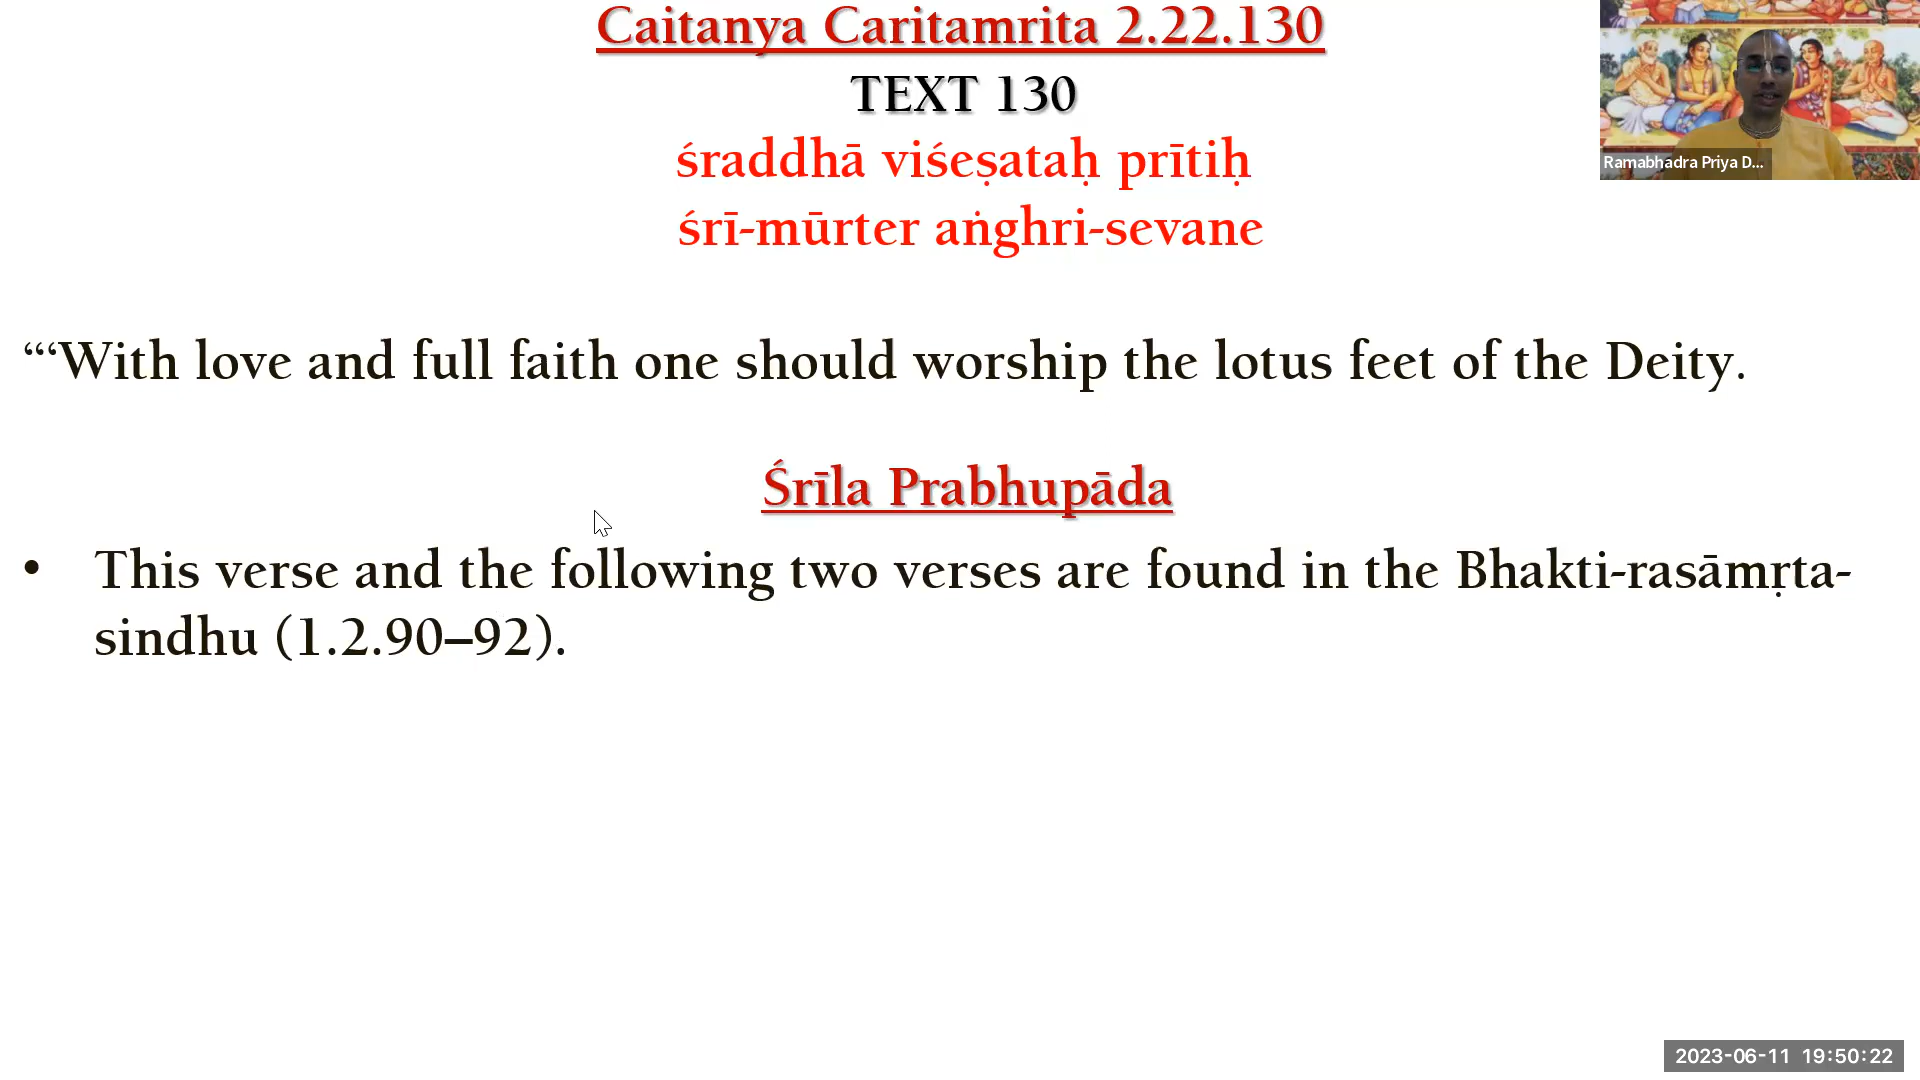 Caitanya Caritamrita 2.22.130
TEXT 130
śraddhā viśeṣataḥ prītiḥ
śrī-mūrter aṅghri-sevane
Ramabhadra Priya D...
“‘“With love and full faith one should worship the lotus feet of the Deity.
Śrīla Prabhupāda
• This verse and the following two verses are found in the Bhakti-rasāmṛta-
sindhu (1.2.90–92).
2023-06-11 19:50:22